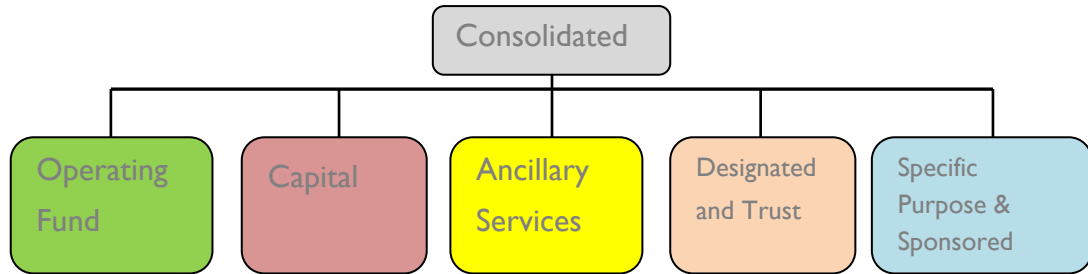 Consolidated
Operating
Fund
Capital
Ancillary
Services
Designated
and Trust
Specific
Purpose &
Sponsored